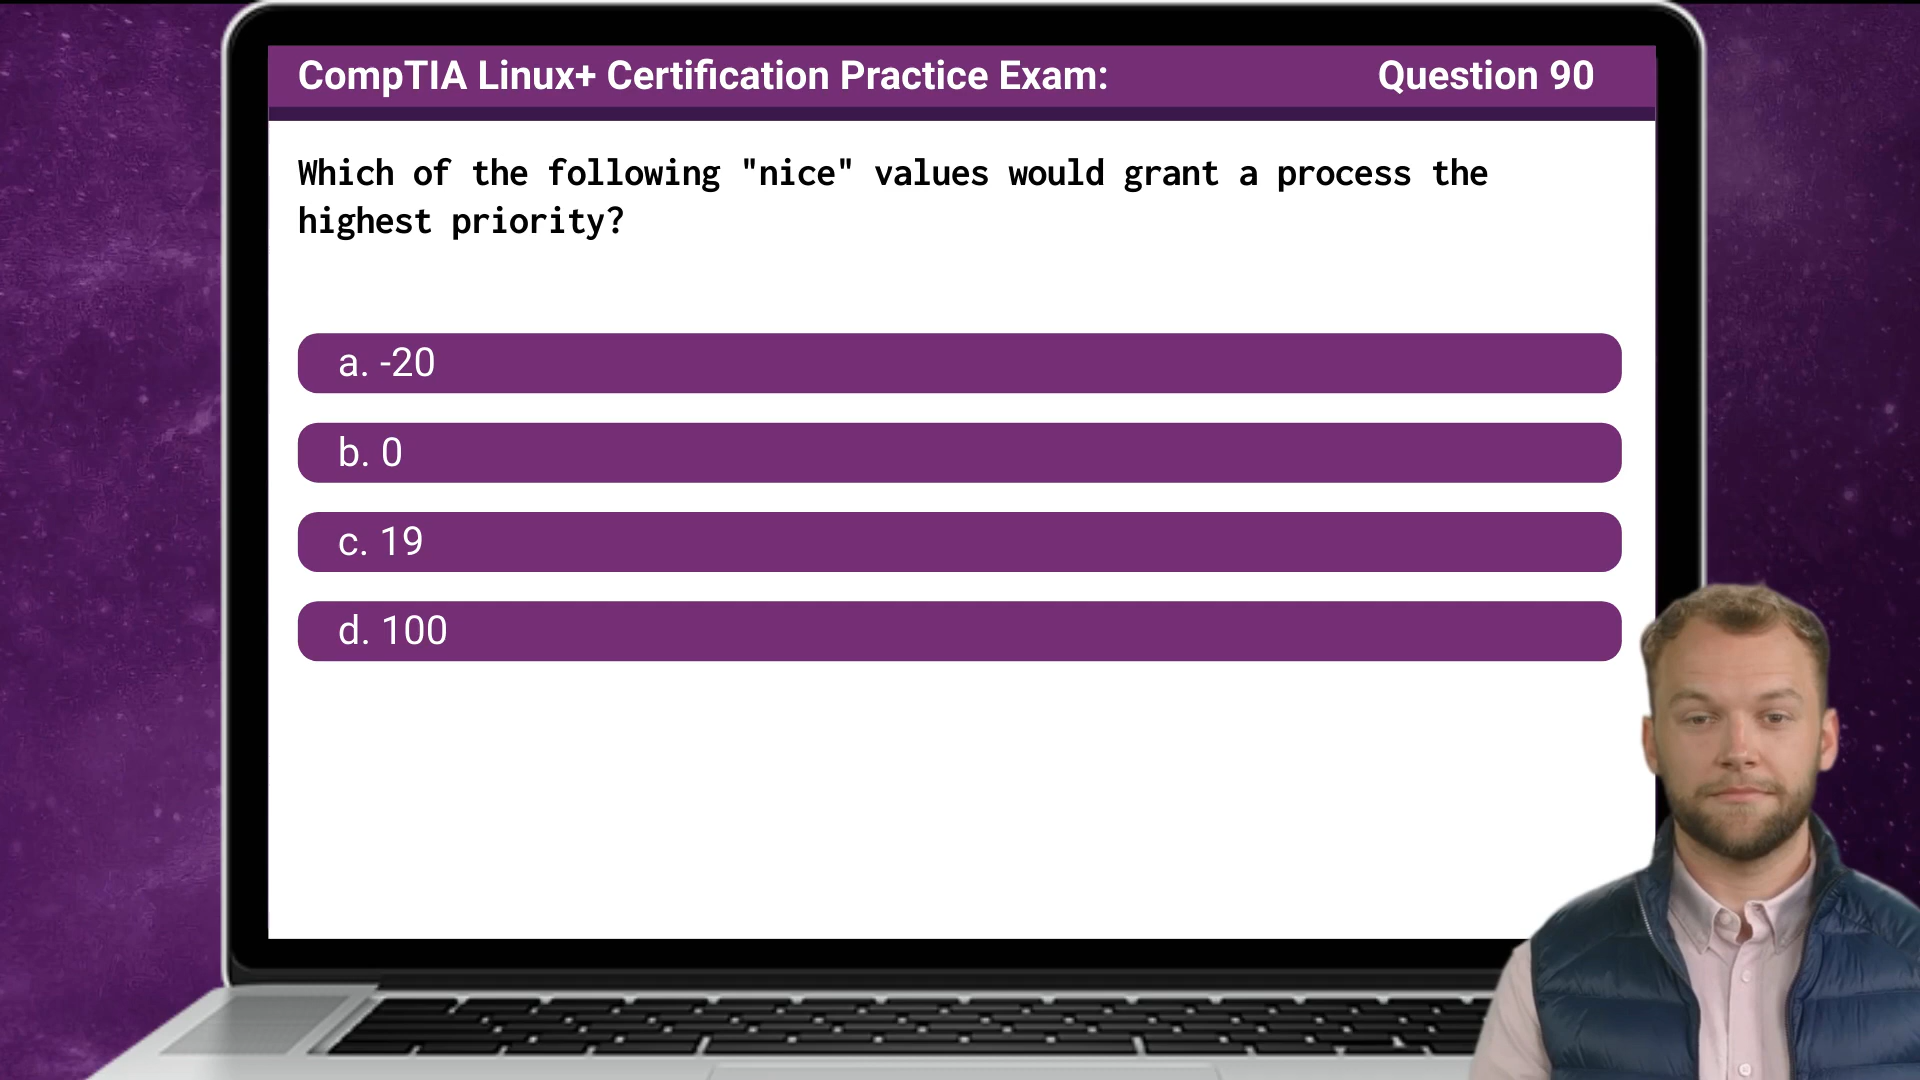 CompTIA Linux+ Certification Practice Exam: Question 90
Which of the following "nice" values would grant a process the
highest priority?
a. -20
b. 0
c. 19
d. 100